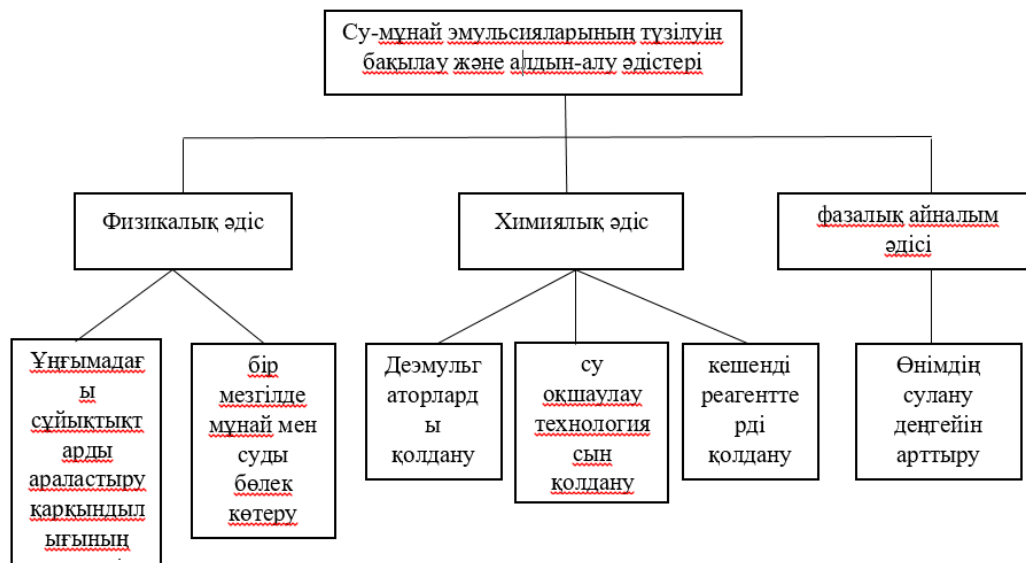 Су-мұнай эмульсияларының түзілуін
бақылау және алдын-алу әдістері
Физикалық әдіс
Химиялық әдіс
фазалық айналым
әдісі
Ұңғымадағ
ы
сұйықтықт
арды
араластыру
қарқындыл
ығының
бір
мезгілде
мұнай мен
суды
бөлек
көтеру
Деэмульг
аторлард
ы
қолдану
су
оқшаулау
технология
сын
қолдану
кешенді
реагентте
рді
қолдану
Өнімдің
сулану
деңгейін
арттыру